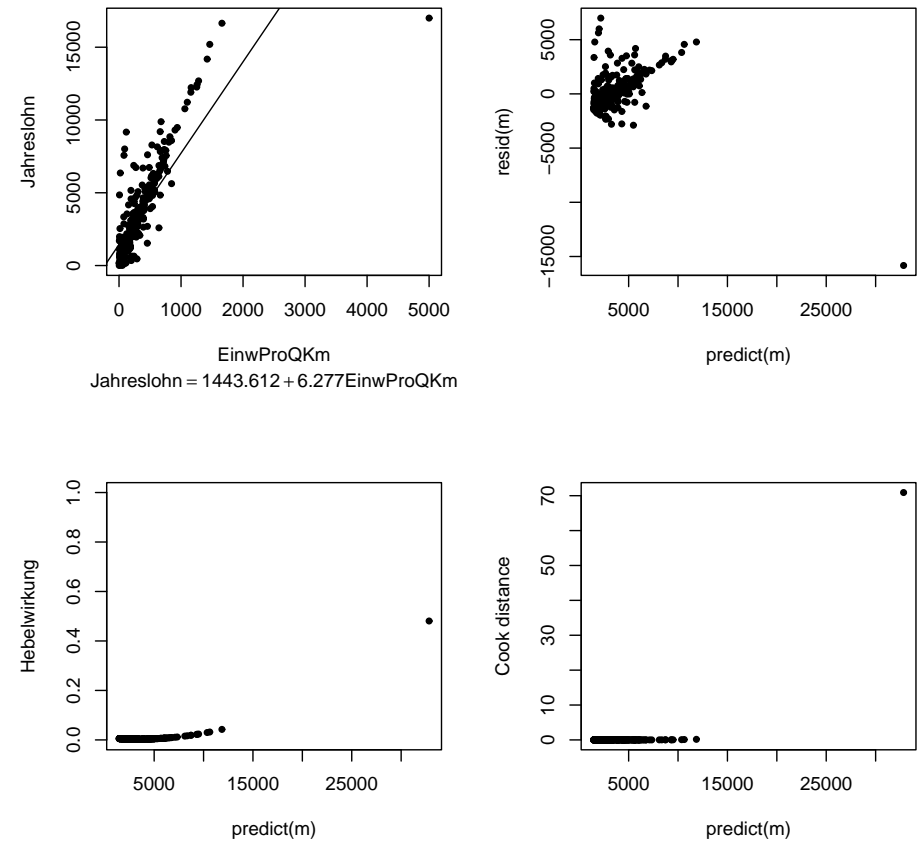 Jahreslohn
15000
10000
5000
0
0 1000 2000 3000 4000 5000
EinwProQKm
Jahreslohn = 1443.612 + 6.277EinwProQKm
resid(m)
5000
0
−5000
−15000
5000 15000 25000
predict(m)
Hebelwirkung
1.0
0.8
0.6
0.4
0.2
0.0
5000 15000 25000
predict(m)
Cook distance
70
50
30
10
0
5000 15000 25000
predict(m)